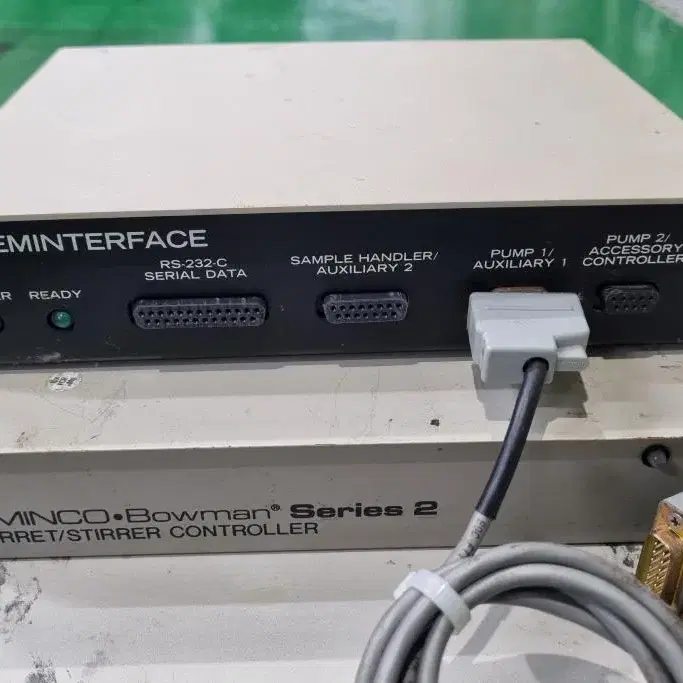 EMINTERFACE
ER
READY
RS-232-C
SERIAL DATA
SAMPLE HANDLER/
AUXILIARY 2
PUMP 1/
AUXILIARY 1
PUMP 2/
ACCESSORY
CONTROLLER
MINCO•Bowman® Series 2
RRET/STIRRER CONTROLLER